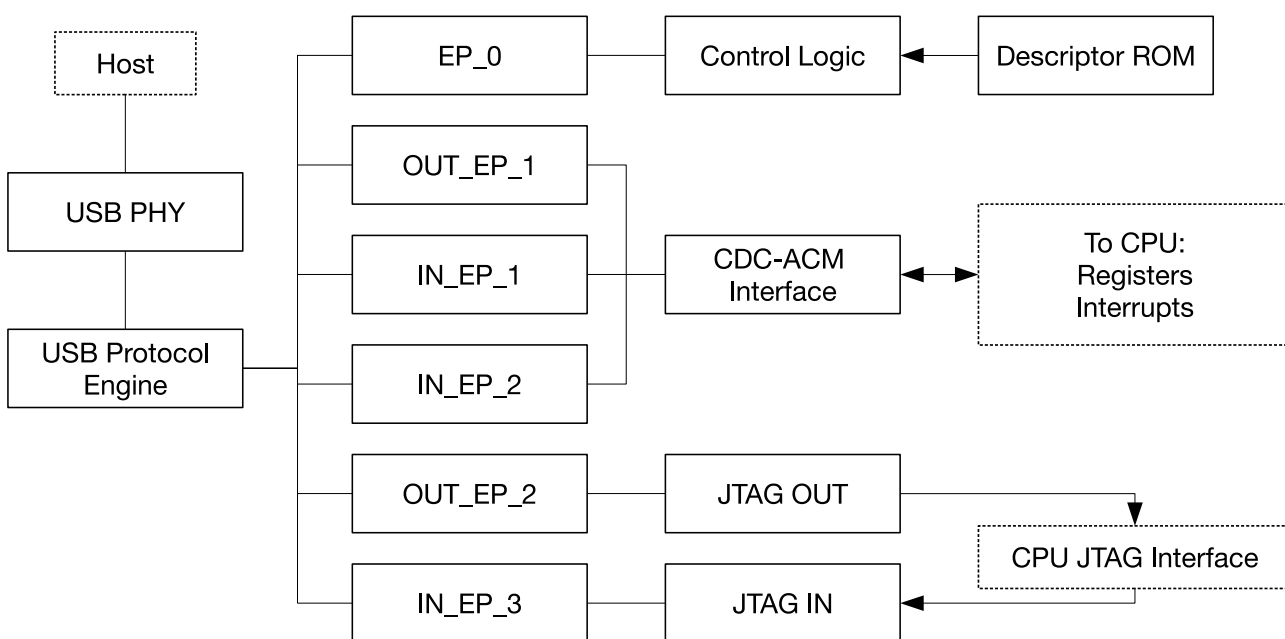 Host
USB PHY
USB Protocol
Engine
EP_0
Control Logic
Descriptor ROM
OUT_EP_1
IN_EP_1
CDC-ACM
Interface
To CPU:
Registers
Interrupts
IN_EP_2
OUT_EP_2
JTAG OUT
CPU JTAG Interface
IN_EP_3
JTAG IN